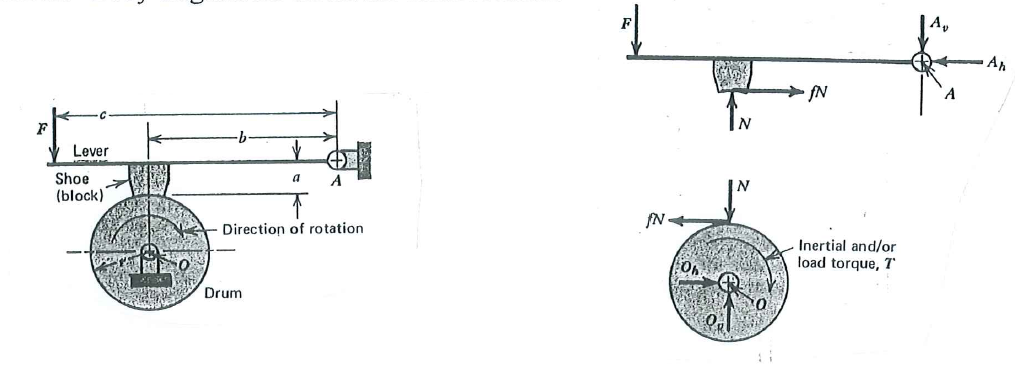 F
c
b
Lever
Shoe
(block)
a
A
Direction of rotation
r
O
Drum
F
A_v
A_h
A
fN
N
N
fN
Inertial and/or
load torque, T
O_h
O
O_v